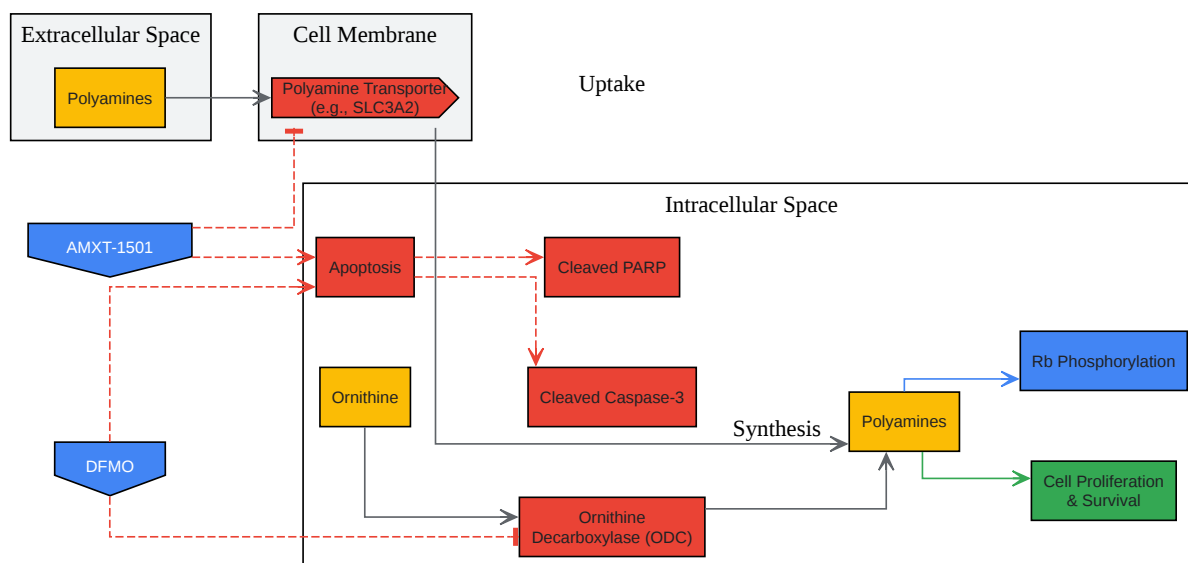 Extracellular Space
Cell Membrane
Polyamines
Polyamine Transporter
(e.g., SLC3A2)
Uptake
Intracellular Space
AMXT-1501
Apoptosis
Cleaved PARP
Rb Phosphorylation
Ornithine
Cleaved Caspase-3
Synthesis
Polyamines
DFMO
Cell Proliferation
& Survival
Ornithine
Decarboxylase (ODC)